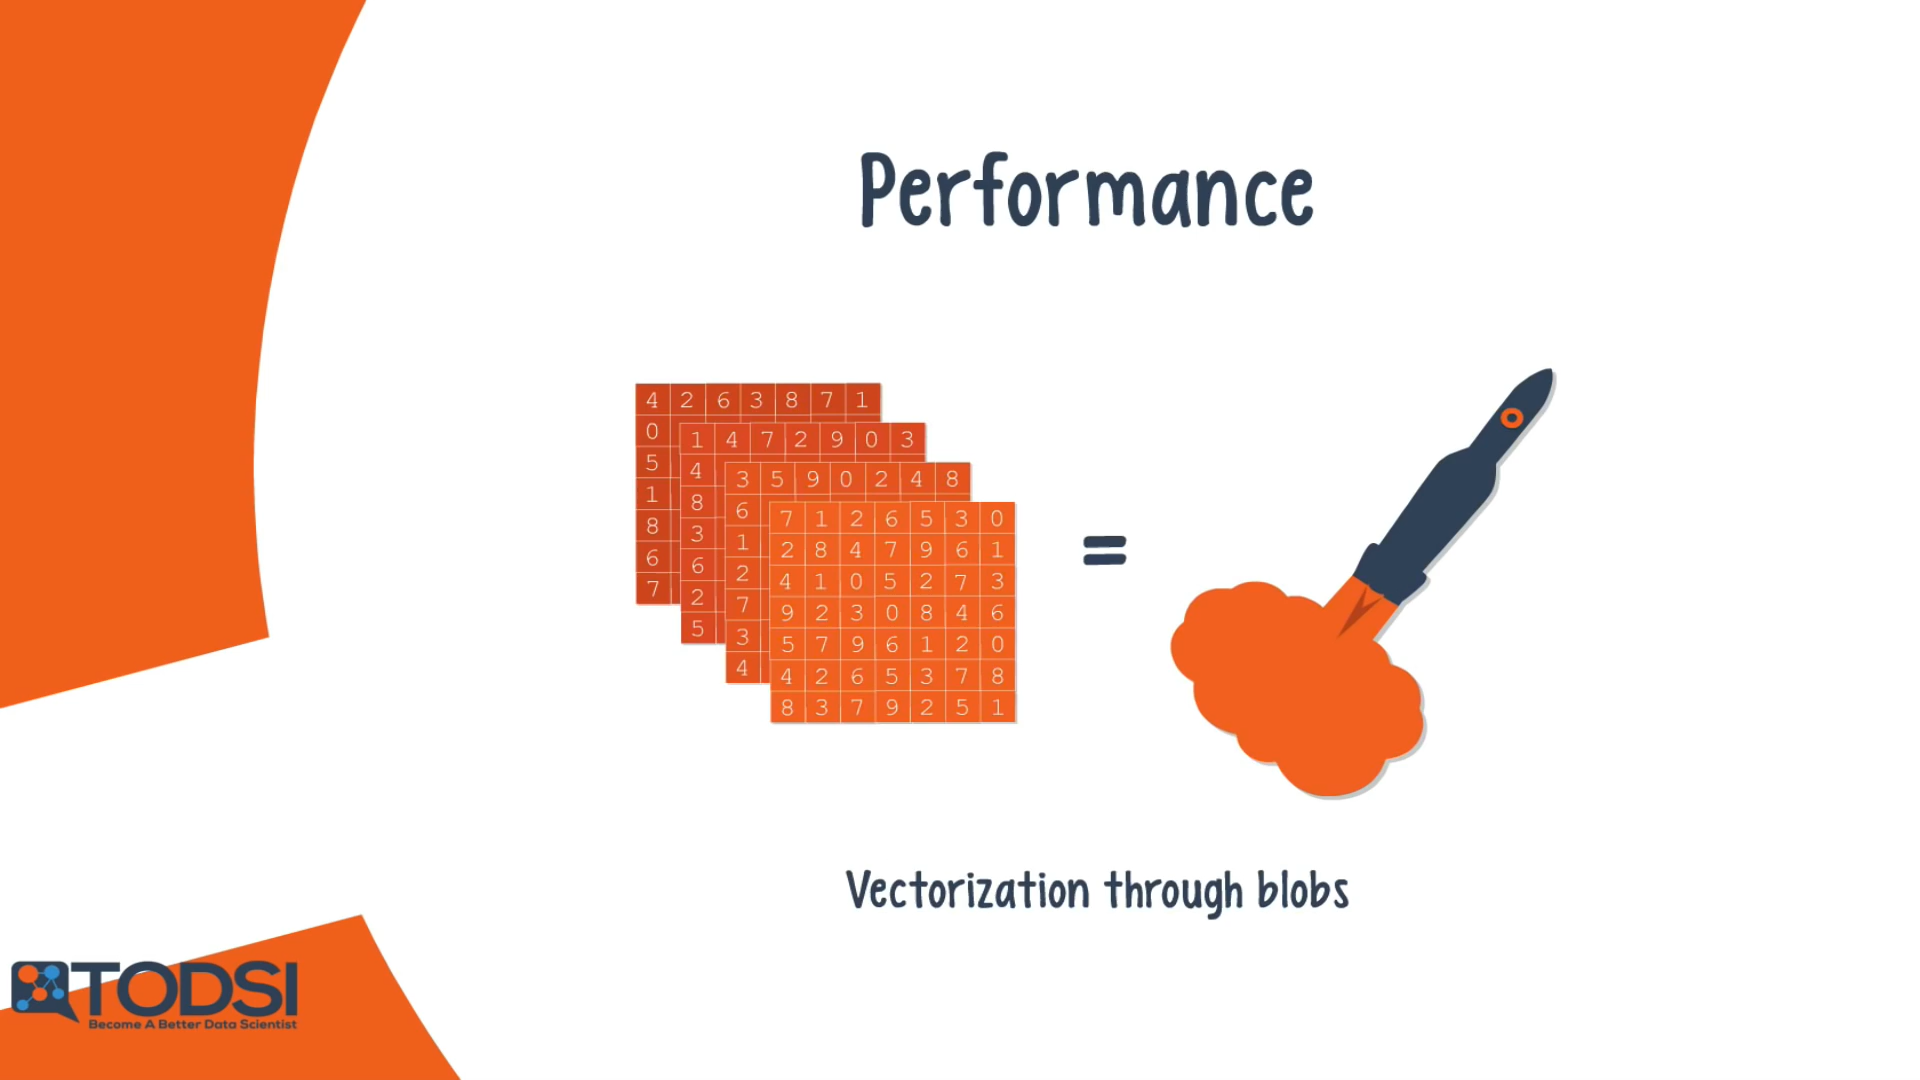 Performance
4 2 6 3 8 7 1
0
5
1
8
6
7
1 4 7 2 9 0 3
4
8
3
6
2
5
3 5 9 0 2 4 8
6
1
2
7
3
4
7 1 2 6 5 3 0
2 8 4 7 9 6 1
4 1 0 5 2 7 3
9 2 3 0 8 4 6
5 7 9 6 1 2 0
4 2 6 5 3 7 8
8 3 7 9 2 5 1
=
Vectorization through blobs
TODSI
Become A Better Data Scientist